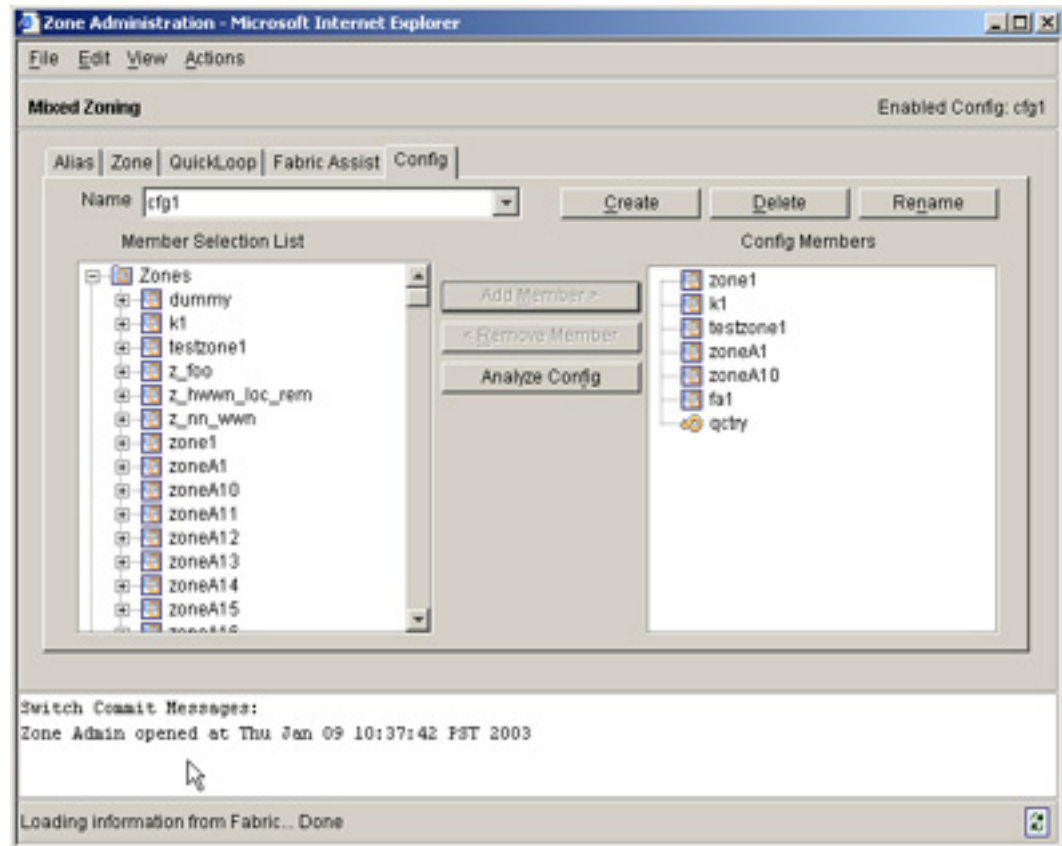 Zone Administration - Microsoft Internet Explorer
File Edit View Actions
Mixed Zoning
Enabled Config: cfg1
Alias Zone QuickLoop Fabric Assist Config
Name cfg1 Create Delete Rename
Member Selection List
Zones
dummy
k1
testzone1
z_foo
z_hwwn_loc_rem
z_nn_wwn
zone1
zoneA1
zoneA10
zoneA11
zoneA12
zoneA13
zoneA14
zoneA15
Add Member >
< Remove Member
Analyze Config
Config Members
zone1
k1
testzone1
zoneA1
zoneA10
fa1
qctry
Switch Commit Messages:
Zone Admin opened at Thu Jan 09 10:37:42 PST 2003
Loading information from Fabric... Done